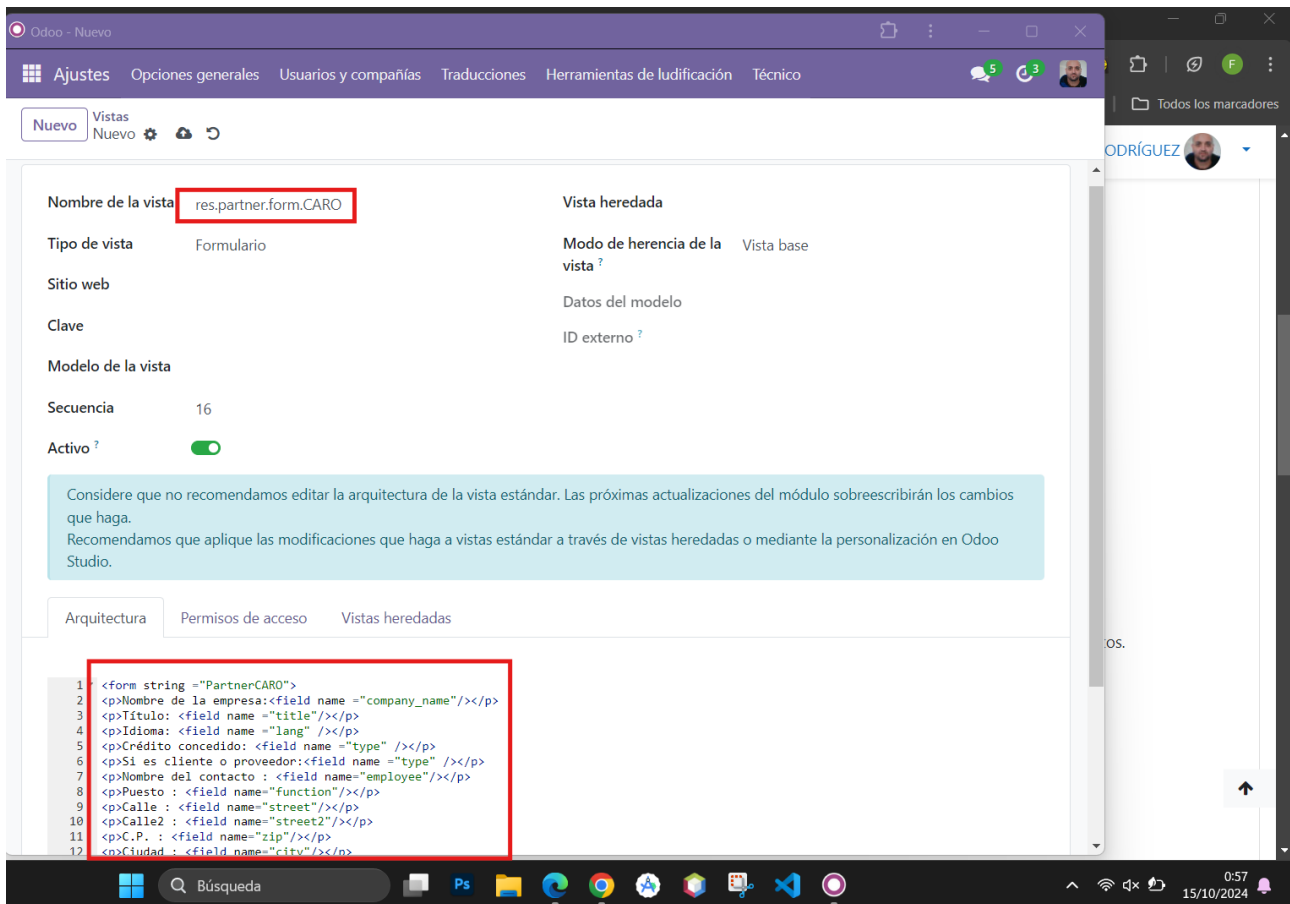 Odoo - Nuevo
Ajustes Opciones generales Usuarios y compañías Traducciones Herramientas de ludificación Técnico 5 3
F
Todos los marcadores
Nuevo Vistas
Nuevo
ODRÍGUEZ
Nombre de la vista res.partner.form.CARO Vista heredada
Tipo de vista Formulario Modo de herencia de la vista ? Vista base
Sitio web
Datos del modelo
Clave
ID externo ?
Modelo de la vista
Secuencia 16
Activo ?
Considere que no recomendamos editar la arquitectura de la vista estándar. Las próximas actualizaciones del módulo sobreescribirán los cambios
que haga.
Recomendamos que aplique las modificaciones que haga a vistas estándar a través de vistas heredadas o mediante la personalización en Odoo
Studio.
Arquitectura Permisos de acceso Vistas heredadas
os.
1 <form string ="PartnerCARO">
2 <p>Nombre de la empresa:<field name ="company_name"/></p>
3 <p>Título: <field name ="title"/></p>
4 <p>Idioma: <field name ="lang" /></p>
5 <p>Crédito concedido: <field name ="type" /></p>
6 <p>Si es cliente o proveedor:<field name ="type" /></p>
7 <p>Nombre del contacto : <field name="employee"/></p>
8 <p>Puesto : <field name="function"/></p>
9 <p>Calle : <field name="street"/></p>
10 <p>Calle2 : <field name="street2"/></p>
11 <p>C.P. : <field name="zip"/></p>
12 <p>Ciudad : <field name="city"/></p>
Búsqueda
Ps
0:57
15/10/2024